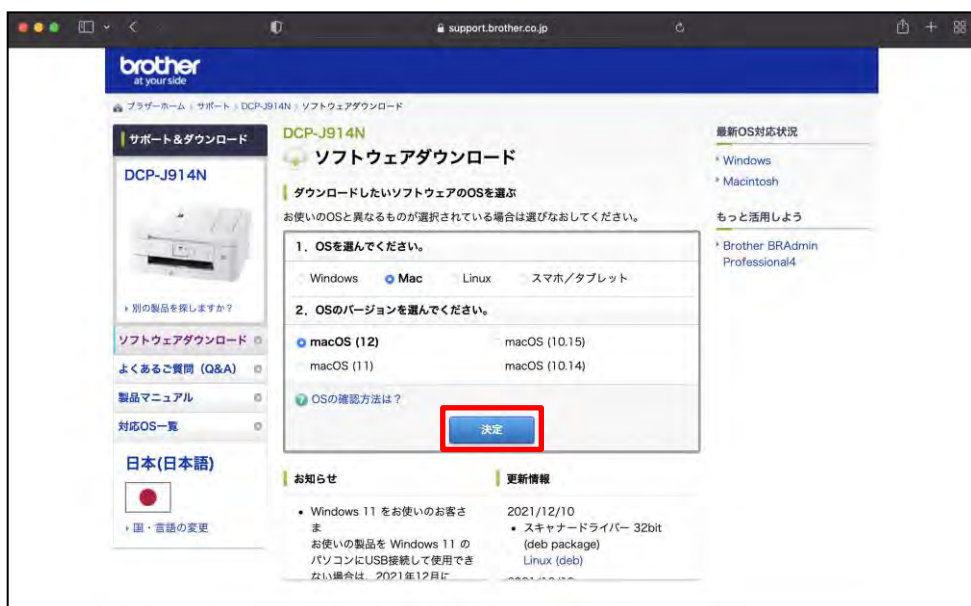 support.brother.co.jp
brother
at your side
ブラザーホーム › サポート › DCP-J914N › ソフトウェアダウンロード
サポート＆ダウンロード
DCP-J914N
別の製品を探しますか？
ソフトウェアダウンロード
よくあるご質問（Q&A）
製品マニュアル
対応OS一覧
日本(日本語)
国・言語の変更
DCP-J914N
ソフトウェアダウンロード
ダウンロードしたいソフトウェアのOSを選ぶ
お使いのOSと異なるものが選択されている場合は選びなおしてください。
1．OSを選んでください。
Windows Mac Linux スマホ／タブレット
2．OSのバージョンを選んでください。
macOS (12) macOS (10.15)
macOS (11) macOS (10.14)
OSの確認方法は？
決定
お知らせ
• Windows 11 をお使いのお客さ
ま
お使いの製品を Windows 11 の
パソコンにUSB接続して使用でき
ない場合は、2021年12月に
更新情報
2021/12/10
• スキャナードライバー 32bit
(deb package)
Linux (deb)
最新OS対応状況
Windows
Macintosh
もっと活用しよう
Brother BRAdmin
Professional4